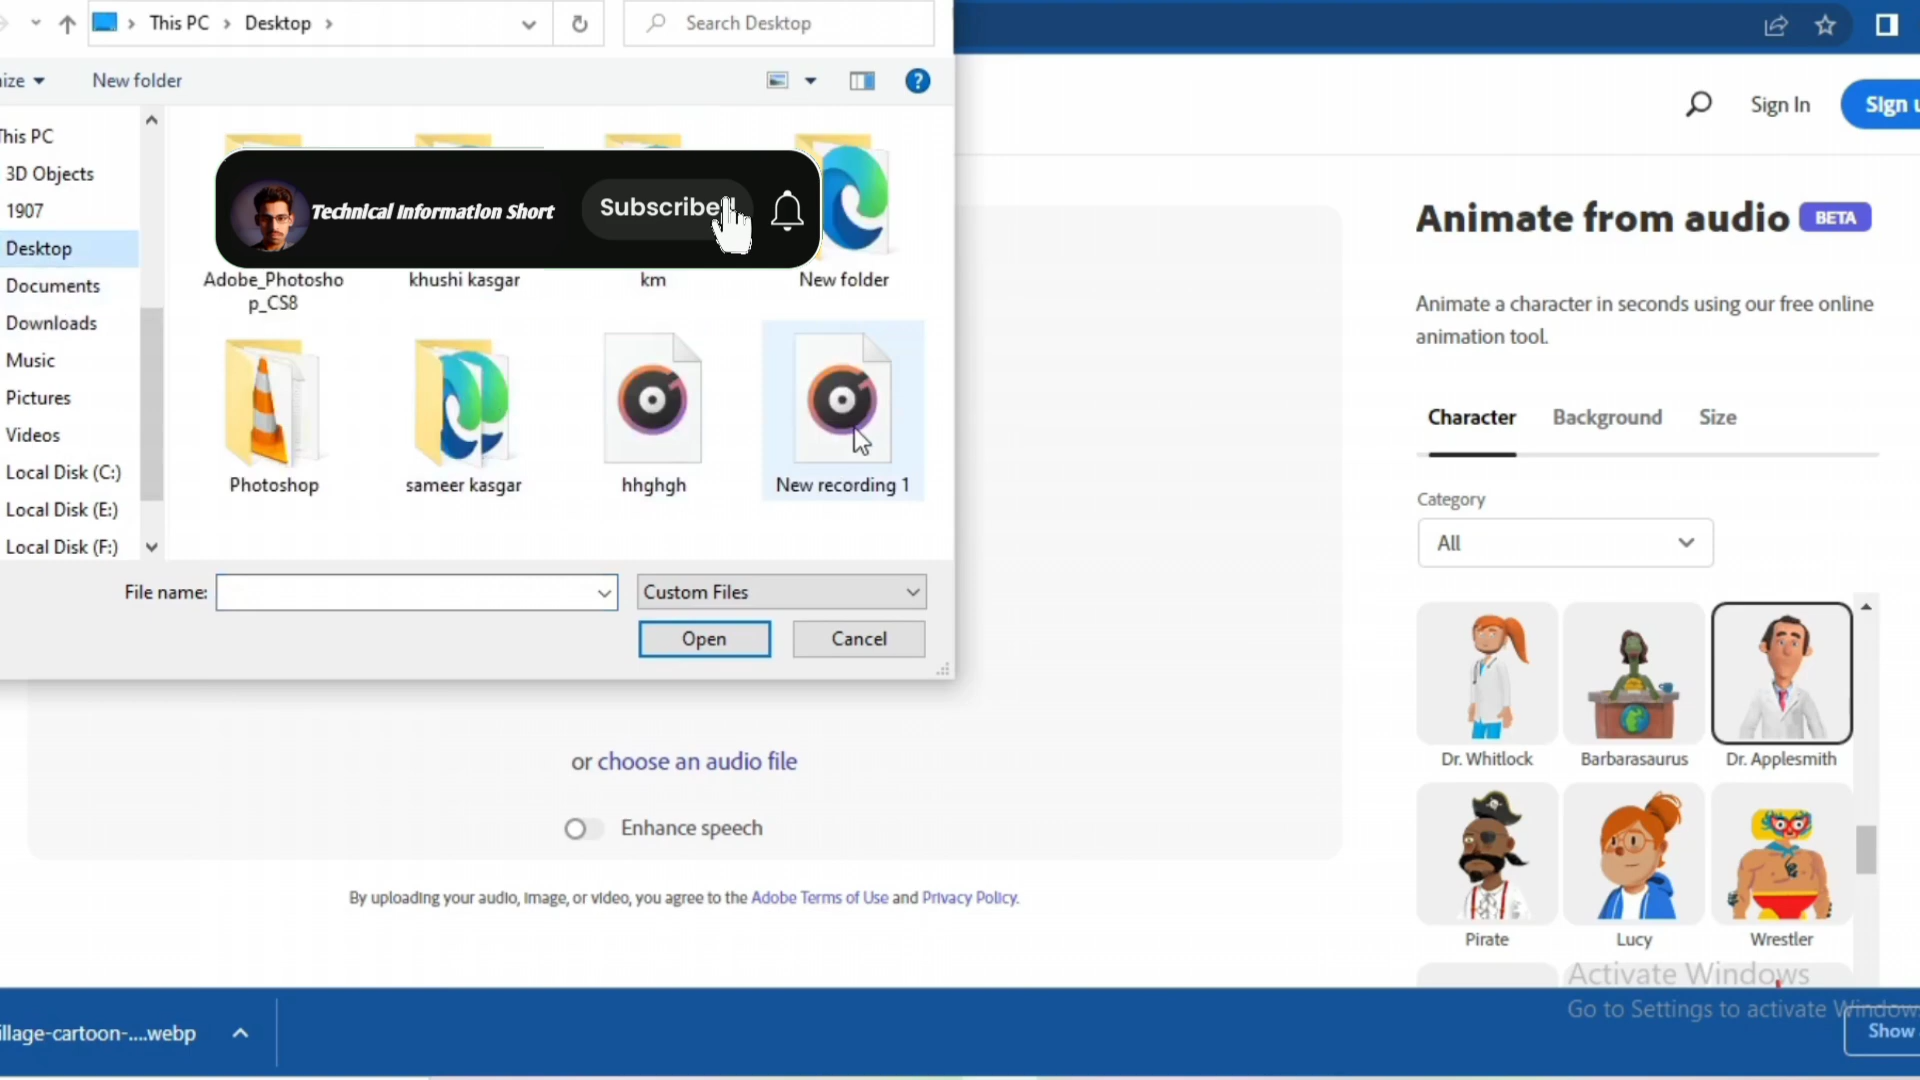 This PC
Desktop
Search Desktop
New folder
Sign In
Sign
This PC
3D Objects
1907
Desktop
Documents
Downloads
Music
Pictures
Videos
Local Disk (C:)
Local Disk (E:)
Local Disk (F:)
Technical Information Short
Subscribe
Adobe_Photosho
p_CS8
khushi kasgar
km
New folder
Photoshop
sameer kasgar
hhghgh
New recording 1
File name:
Custom Files
Open
Cancel
or choose an audio file
Enhance speech
By uploading your audio, image, or video, you agree to the Adobe Terms of Use and Privacy Policy.
Animate from audio BETA
Animate a character in seconds using our free online
animation tool.
Character
Background
Size
Category
All
Dr. Whitlock
Barbarasaurus
Dr. Applesmith
Pirate
Lucy
Wrestler
Activate Windows
Go to Settings to activate Windows
illage-cartoon-....webp
Show